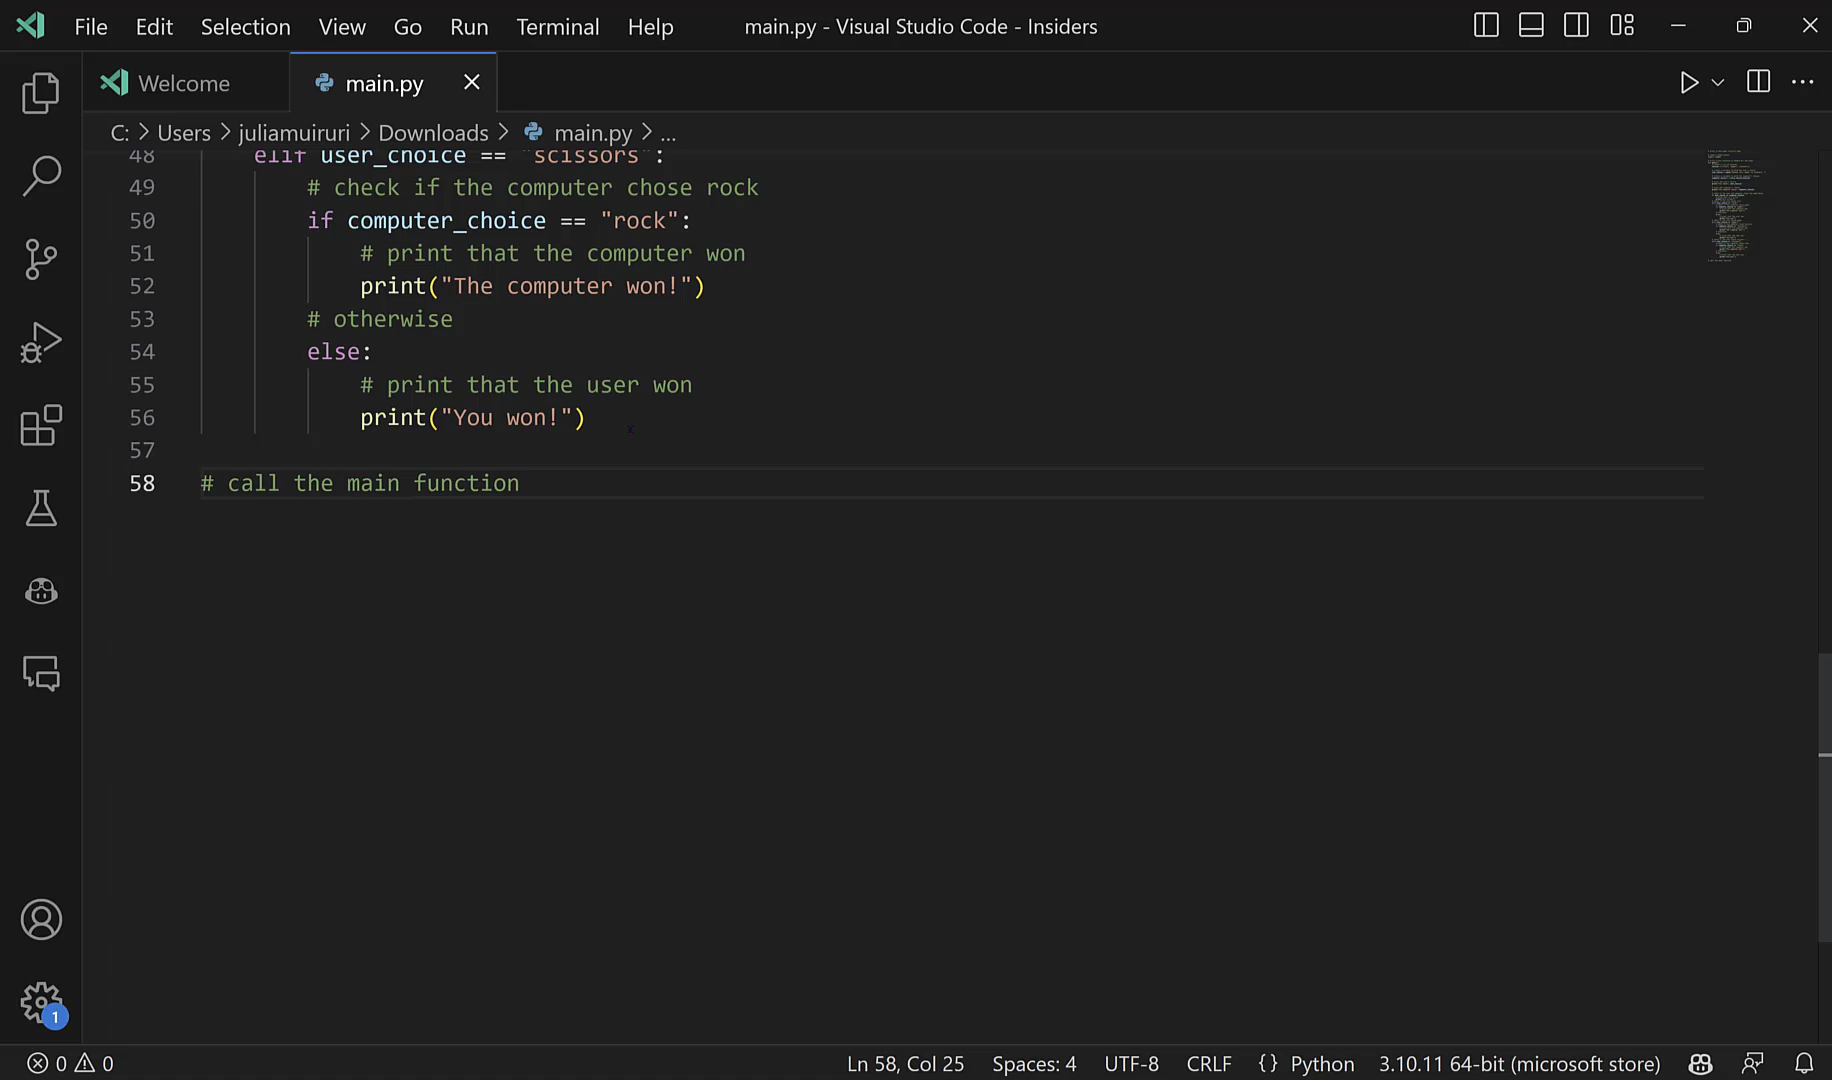 File Edit Selection View Go Run Terminal Help main.py - Visual Studio Code - Insiders
Welcome main.py
C: > Users > juliamuiruri > Downloads > main.py > ...
48 elif user_choice == "scissors":
49 # check if the computer chose rock
50 if computer_choice == "rock":
51 # print that the computer won
52 print("The computer won!")
53 # otherwise
54 else:
55 # print that the user won
56 print("You won!")
57
58 # call the main function
1
0 0 Ln 58, Col 25 Spaces: 4 UTF-8 CRLF {} Python 3.10.11 64-bit (microsoft store)